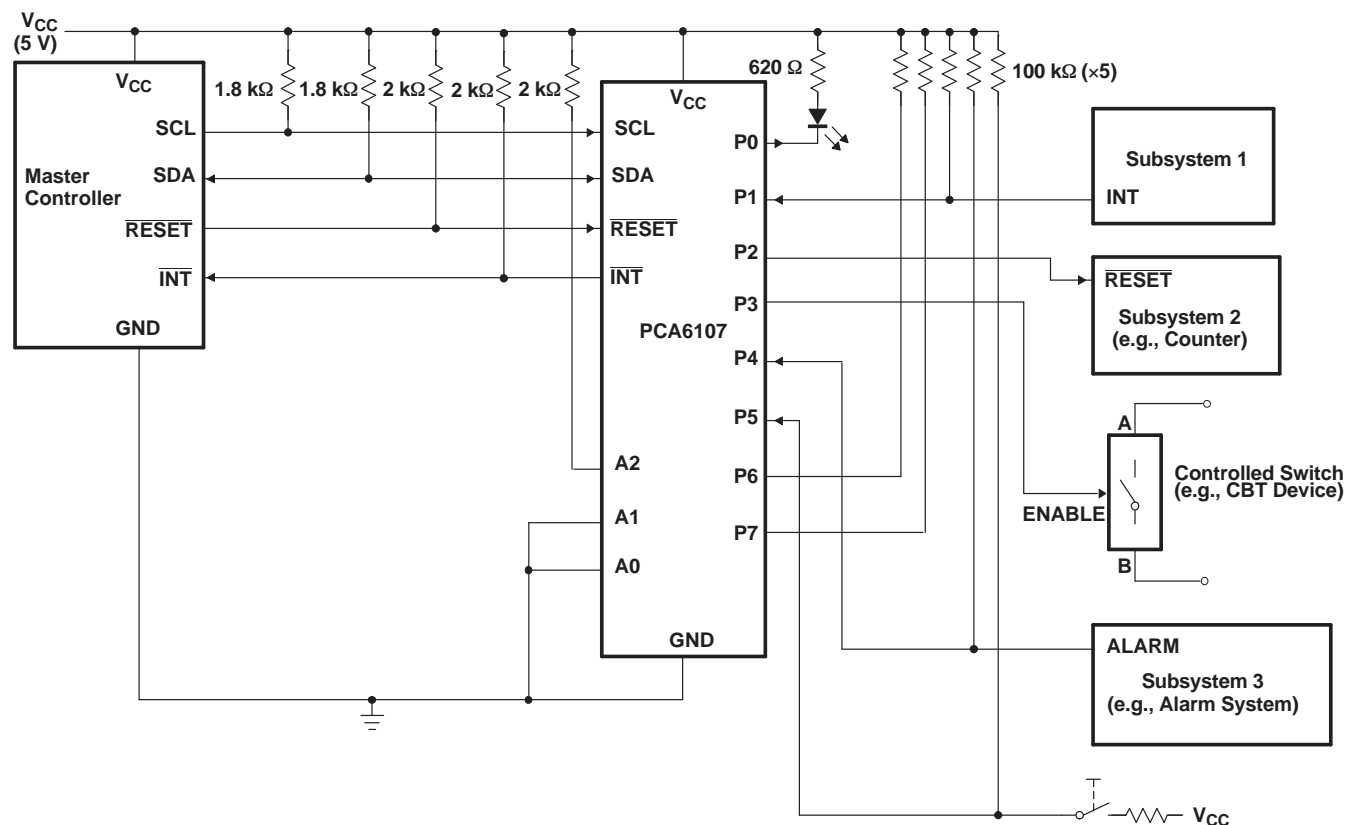 VCC
(5 V)
VCC
1.8 kΩ
1.8 kΩ
2 kΩ
2 kΩ
2 kΩ
620 Ω
100 kΩ (×5)
Master
Controller
SCL
SDA
RESET
INT
GND
VCC
SCL
SDA
RESET
INT
PCA6107
A2
A1
A0
GND
P0
P1
P2
P3
P4
P5
P6
P7
Subsystem 1
INT
RESET
Subsystem 2
(e.g., Counter)
A
Controlled Switch
(e.g., CBT Device)
ENABLE
B
ALARM
Subsystem 3
(e.g., Alarm System)
VCC